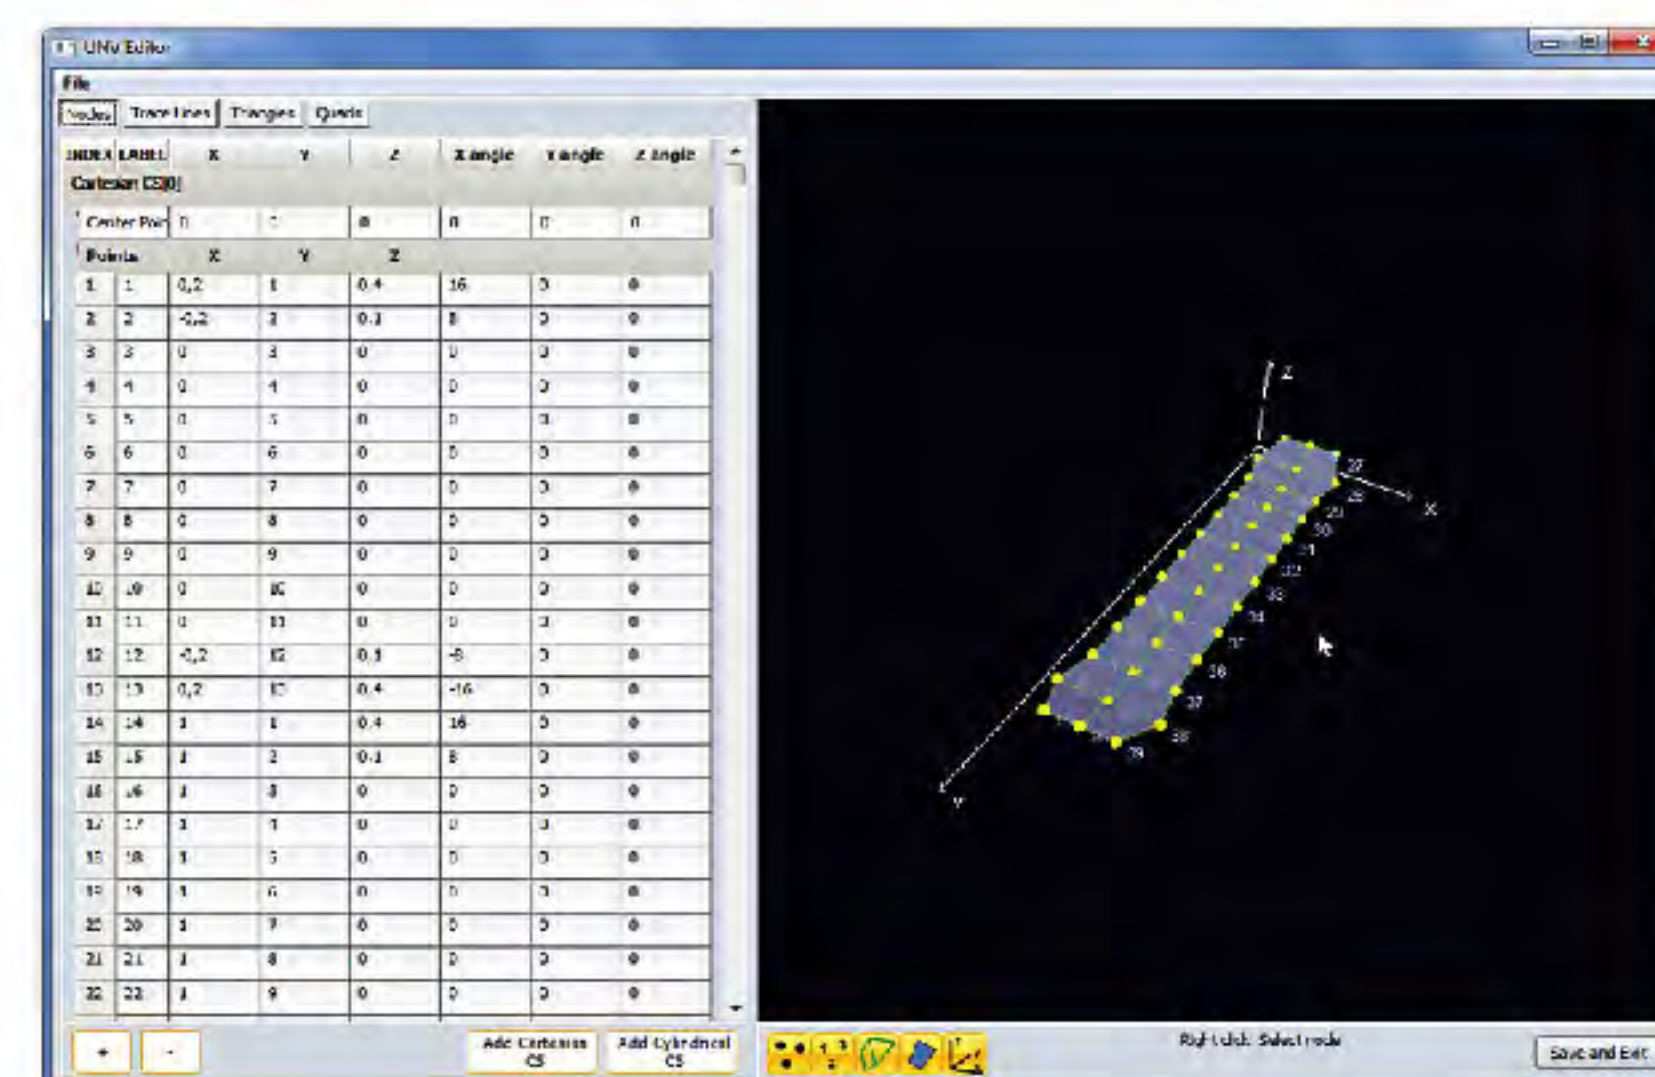 UNV Editor
File
Nodes Trace Lines Triangles Quads
INDEX LABEL X Y Z X angle Y angle Z angle
Cartesian CS[0]
Center Poin 0 0 0 0 0
Points X Y Z
1 1 0,2 1 0,4 16 0 0
2 2 -0,2 2 0,1 8 0 0
3 3 0 3 0 0 0 0
4 4 0 4 0 0 0 0
5 5 0 5 0 0 0 0
6 6 0 6 0 0 0 0
7 7 0 7 0 0 0 0
8 8 0 8 0 0 0 0
9 9 0 9 0 0 0 0
10 10 0 10 0 0 0 0
11 11 0 11 0 0 0 0
12 12 -0,2 12 0,1 -8 0 0
13 13 0,2 13 0,4 -16 0 0
14 14 1 1 0,4 16 0 0
15 15 1 2 0,1 8 0 0
16 16 1 3 0 0 0 0
17 17 1 4 0 0 0 0
18 18 1 5 0 0 0 0
19 19 1 6 0 0 0 0
20 20 1 7 0 0 0 0
21 21 1 8 0 0 0 0
22 22 1 9 0 0 0 0
+ - Add Cartesian CS Add Cylindrical CS
Z
27
28
X
29
30
31
32
33
34
35
36
37
38
39
Y
Right click: Select node
Save and Exit